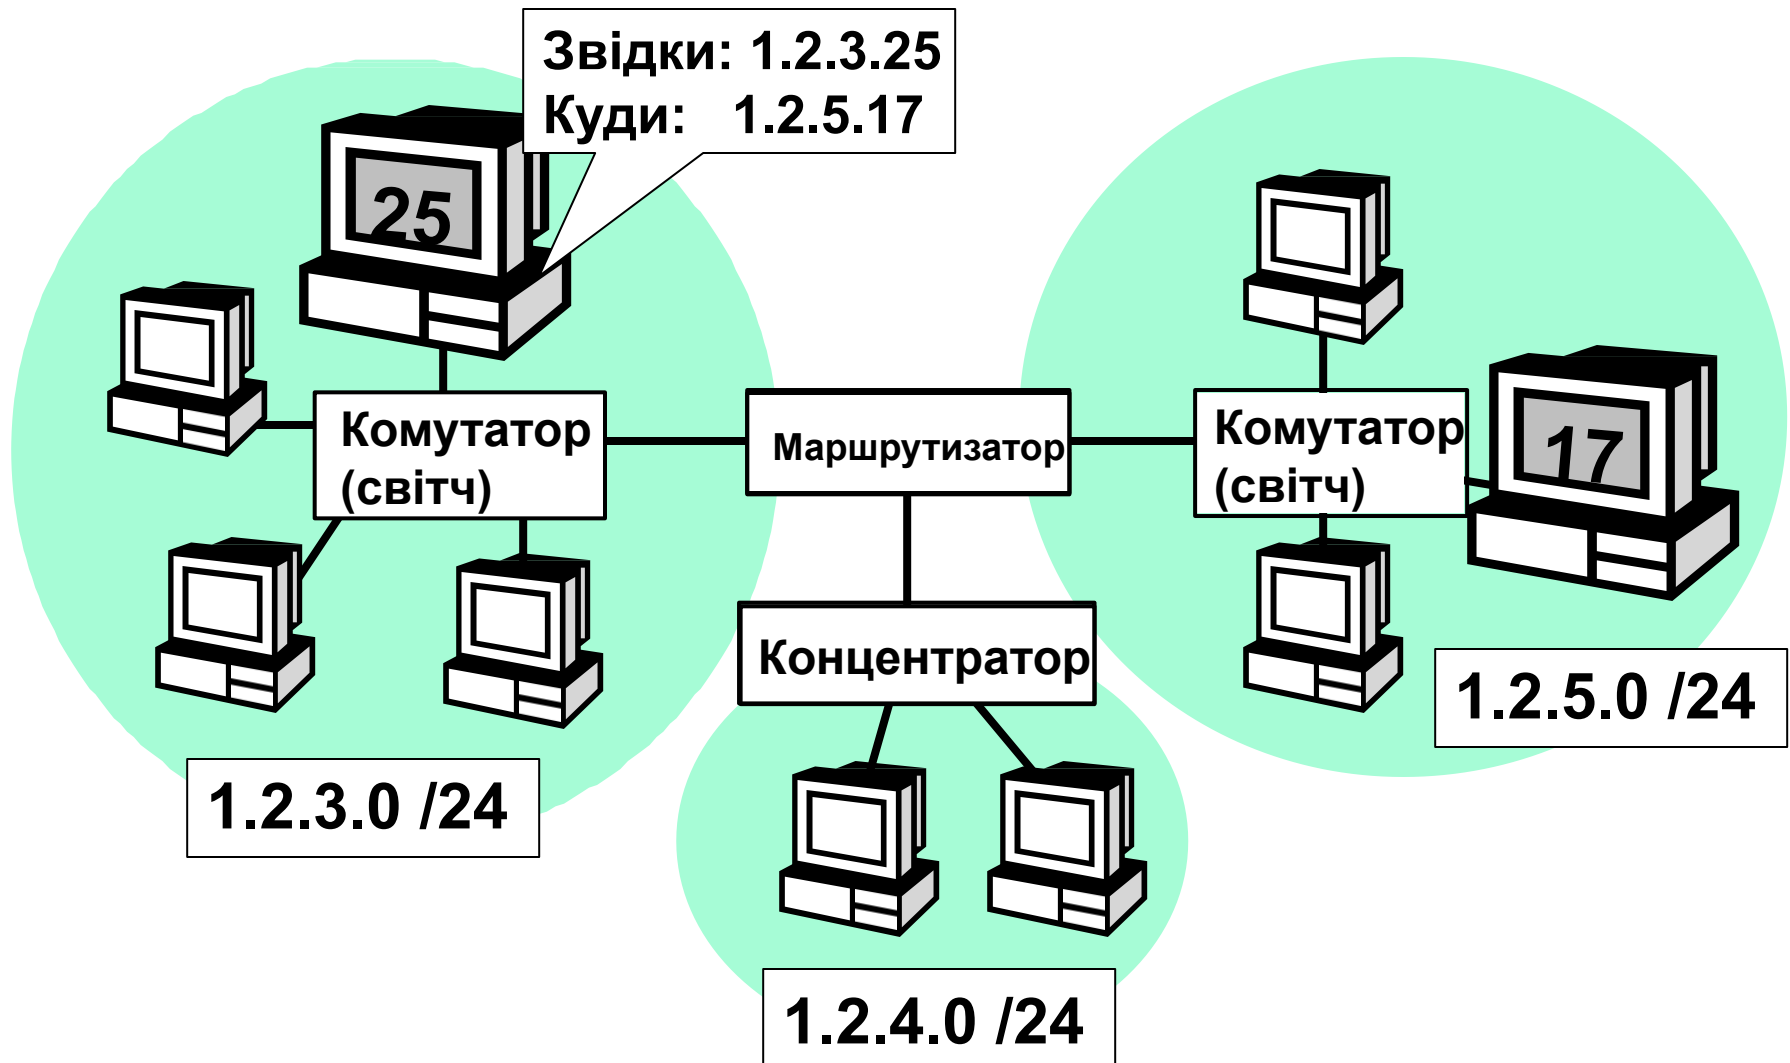 Звідки: 1.2.3.25
Куди: 1.2.5.17
25
Комутатор
(світч)
Маршрутизатор
Комутатор
(світч)
17
Концентратор
1.2.5.0 /24
1.2.3.0 /24
1.2.4.0 /24